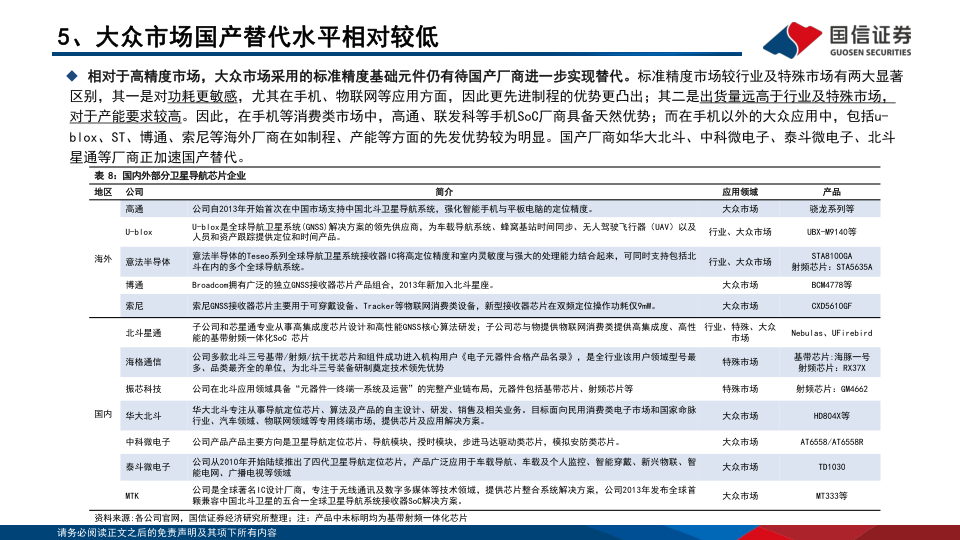 5、大众市场国产替代水平相对较低
国信证券
GUOSEN SECURITIES
◆ 相对于高精度市场，大众市场采用的标准精度基础元件仍有待国产厂商进一步实现替代。标准精度市场较行业及特殊市场有两大显著
区别，其一是对功耗更敏感，尤其在手机、物联网等应用方面，因此更先进制程的优势更凸出；其二是出货量远高于行业及特殊市场，
对于产能要求较高。因此，在手机等消费类市场中，高通、联发科等手机SoC厂商具备天然优势；而在手机以外的大众应用中，包括u-
blox、ST、博通、索尼等海外厂商在如制程、产能等方面的先发优势较为明显。国产厂商如华大北斗、中科微电子、泰斗微电子、北斗
星通等厂商正加速国产替代。
表 8：国内外部分卫星导航芯片企业
地区 公司 简介 应用领域 产品
海外
高通 公司自2013年开始首次在中国市场支持中国北斗卫星导航系统，强化智能手机与平板电脑的定位精度。 大众市场 骁龙系列等
U-blox U-blox是全球导航卫星系统(GNSS)解决方案的领先供应商，为车载导航系统、蜂窝基站时间同步、无人驾驶飞行器（UAV）以及
人员和资产跟踪提供定位和时间产品。 行业、大众市场 UBX-M9140等
意法半导体 意法半导体的Teseo系列全球导航卫星系统接收器IC将高定位精度和室内灵敏度与强大的处理能力结合起来，可同时支持包括北
斗在内的多个全球导航系统。 行业、大众市场 STA8100GA
射频芯片：STA5635A
博通 Broadcom拥有广泛的独立GNSS接收器芯片产品组合，2013年新加入北斗星座。 大众市场 BCM4778等
索尼 索尼GNSS接收器芯片主要用于可穿戴设备、Tracker等物联网消费类设备，新型接收器芯片在双频定位操作功耗仅9mW。 大众市场 CXD5610GF
国内
北斗星通 子公司和芯星通专业从事高集成度芯片设计和高性能GNSS核心算法研发；子公司芯与物提供物联网消费类提供高集成度、高性
能的基带射频一体化SoC 芯片 行业、特殊、大众
市场 Nebulas、UFirebird
海格通信 公司多款北斗三号基带/射频/抗干扰芯片和组件成功进入机构用户《电子元器件合格产品名录》，是全行业该用户领域型号最
多、品类最齐全的单位，为北斗三号装备研制奠定技术领先优势 特殊市场 基带芯片:海豚一号
射频芯片：RX37X
振芯科技 公司在北斗应用领域具备“元器件—终端—系统及运营”的完整产业链布局，元器件包括基带芯片、射频芯片等 特殊市场 射频芯片：GM4662
华大北斗 华大北斗专注从事导航定位芯片、算法及产品的自主设计、研发、销售及相关业务。目标面向民用消费类电子市场和国家命脉
行业、汽车领域、物联网领域等专用终端市场，提供芯片及应用解决方案。 大众市场 HD804X等
中科微电子 公司产品产品主要方向是卫星导航定位芯片、导航模块，授时模块，步进马达驱动类芯片，模拟安防类芯片。 大众市场 AT6558/AT6558R
泰斗微电子 公司从2010年开始陆续推出了四代卫星导航定位芯片，产品广泛应用于车载导航、车载及个人监控、智能穿戴、新兴物联、智
能电网、广播电视等领域 大众市场 TD1030
MTK 公司是全球著名IC设计厂商，专注于无线通讯及数字多媒体等技术领域，提供芯片整合系统解决方案，公司2013年发布全球首
颗兼容中国北斗卫星的五合一全球卫星导航系统接收器SoC解决方案。 大众市场 MT333等
资料来源:各公司官网，国信证券经济研究所整理；注：产品中未标明均为基带射频一体化芯片
请务必阅读正文之后的免责声明及其项下所有内容